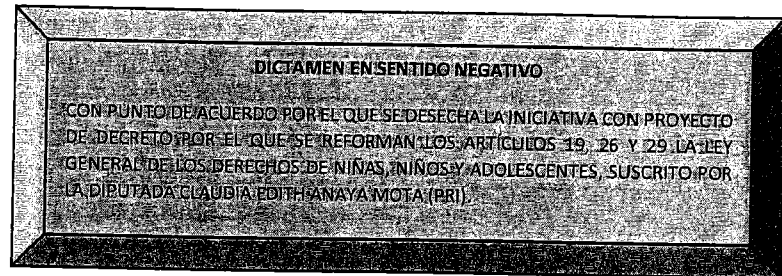 DICTAMEN EN SENTIDO NEGATIVO
CON PUNTO DE ACUERDO POR EL QUE SE DESECHA LA INICIATIVA CON PROYECTO
DE DECRETO POR EL QUE SE REFORMAN LOS ARTÍCULOS 19, 26 Y 29 LA LEY
GENERAL DE LOS DERECHOS DE NIÑAS, NIÑOS Y ADOLESCENTES, SUSCRITO POR
LA DIPUTADA CLAUDIA EDITH ANAYA MOTA (PRI).